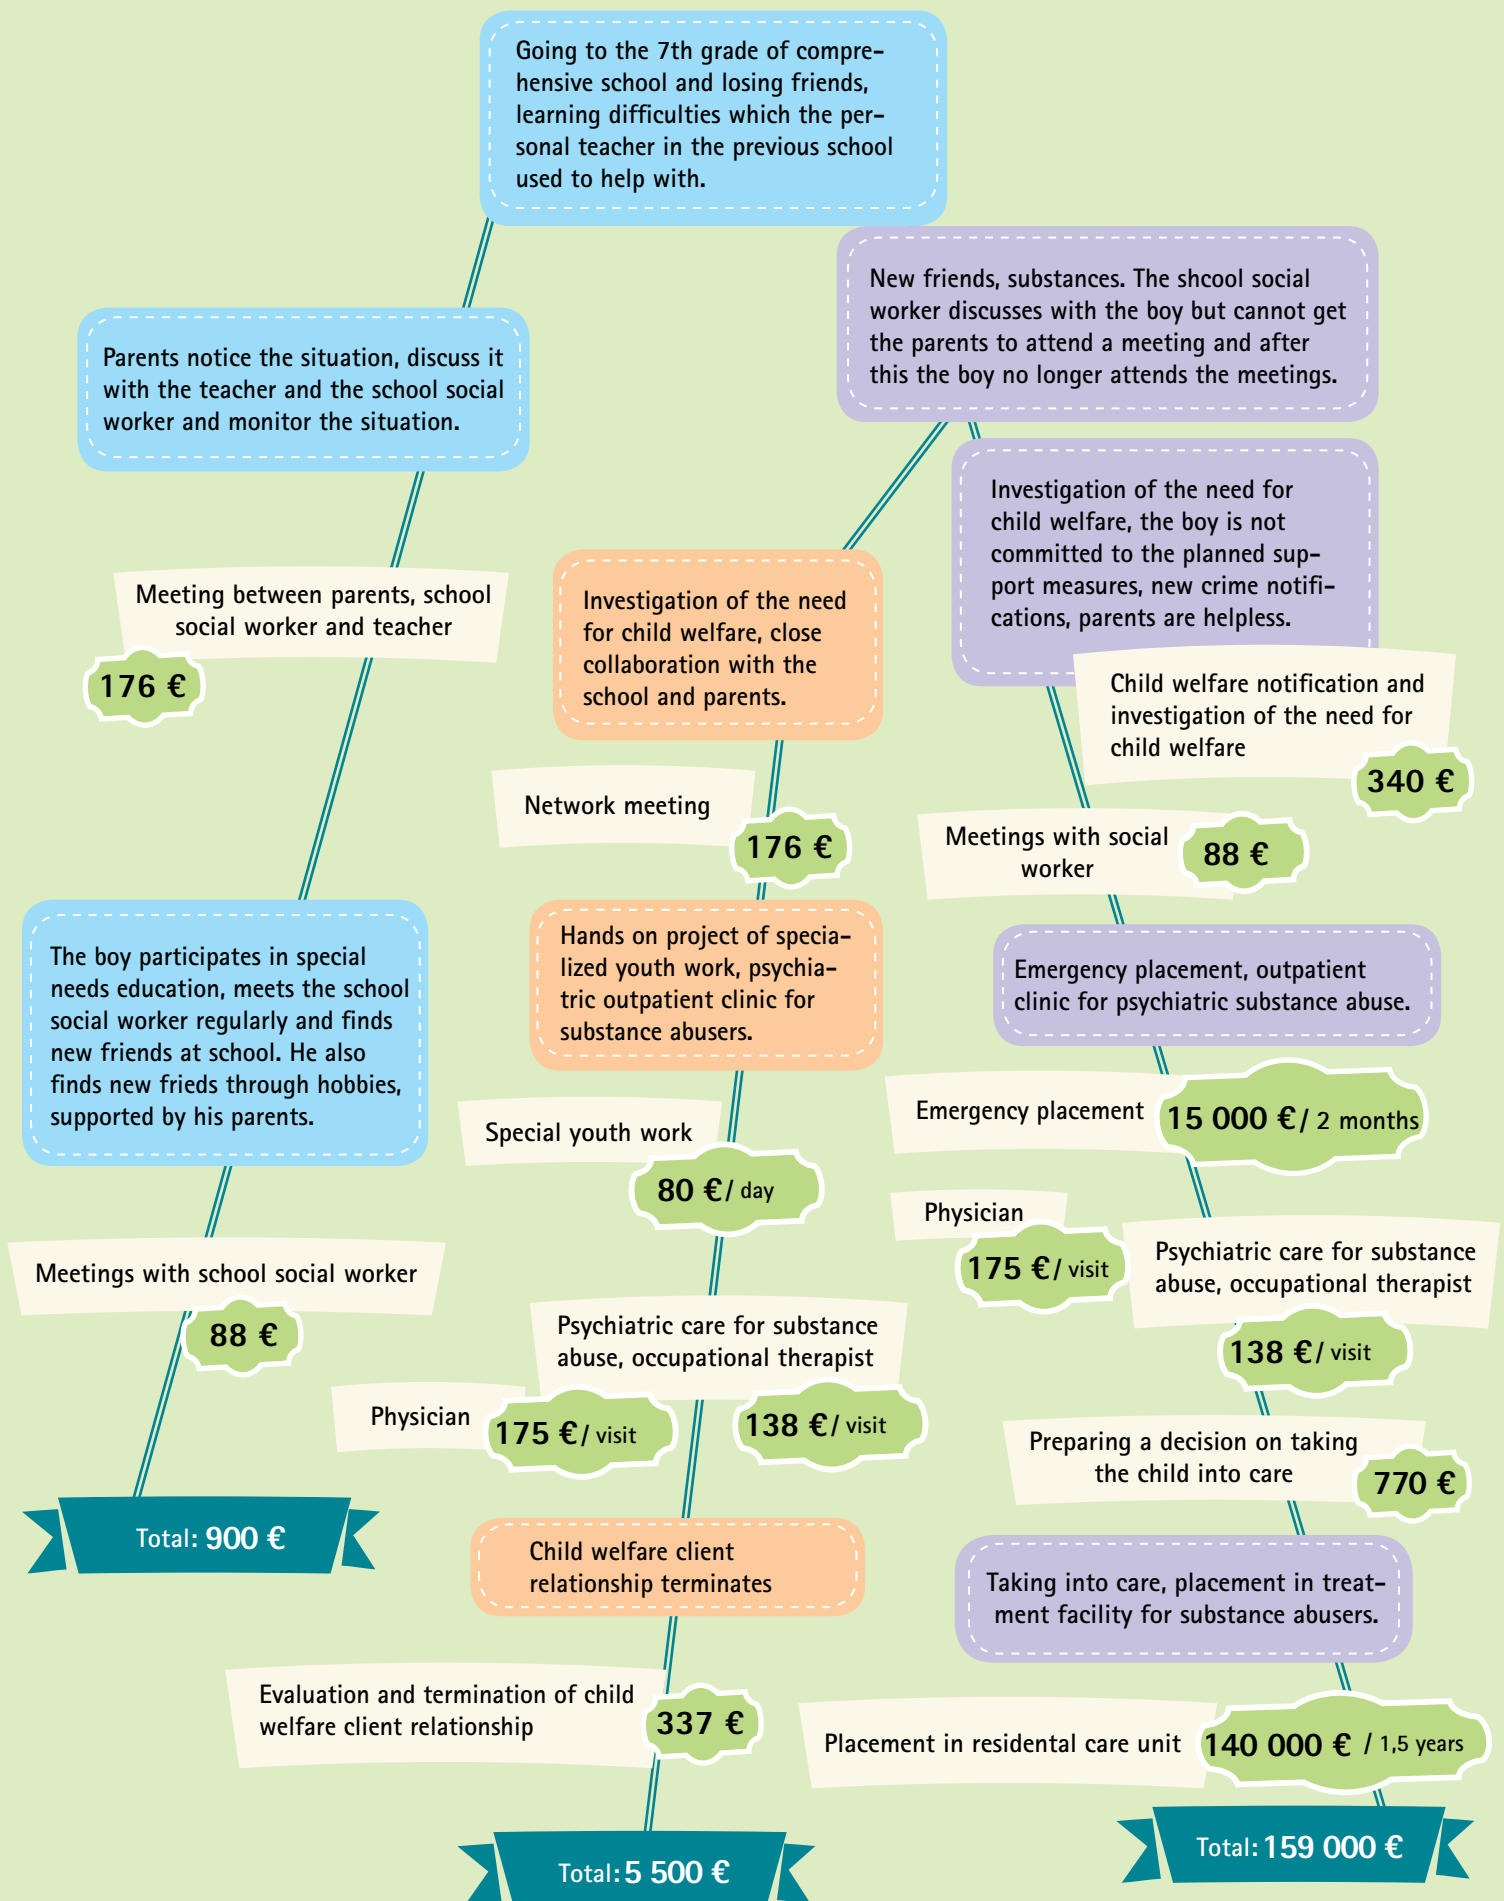 Going to the 7th grade of compre-
hensive school and losing friends,
learning difficulties which the per-
sonal teacher in the previous school
used to help with.
New friends, substances. The shcool social
worker discusses with the boy but cannot get
the parents to attend a meeting and after
this the boy no longer attends the meetings.
Parents notice the situation, discuss it
with the teacher and the school social
worker and monitor the situation.
Meeting between parents, school
social worker and teacher
176 €
The boy participates in special
needs education, meets the school
social worker regularly and finds
new friends at school. He also
finds new frieds through hobbies,
supported by his parents.
Meetings with school social worker
88 €
Total: 900 €
Investigation of the need
for child welfare, close
collaboration with the
school and parents.
Network meeting
176 €
Hands on project of specia-
lized youth work, psychia-
tric outpatient clinic for
substance abusers.
Special youth work
80 €/ day
Psychiatric care for substance
abuse, occupational therapist
138 €/ visit
Physician
175 €/ visit
Child welfare client
relationship terminates
Evaluation and termination of child
welfare client relationship
337 €
Total: 5 500 €
Investigation of the need for
child welfare, the boy is not
committed to the planned sup-
port measures, new crime notifi-
cations, parents are helpless.
Child welfare notification and
investigation of the need for
child welfare
340 €
Meetings with social
worker
88 €
Emergency placement, outpatient
clinic for psychiatric substance abuse.
Emergency placement
15 000 €/ 2 months
Physician
175 €/ visit
Psychiatric care for substance
abuse, occupational therapist
138 €/ visit
Preparing a decision on taking
the child into care
770 €
Taking into care, placement in treat-
ment facility for substance abusers.
Placement in residental care unit
140 000 € / 1,5 years
Total: 159 000 €